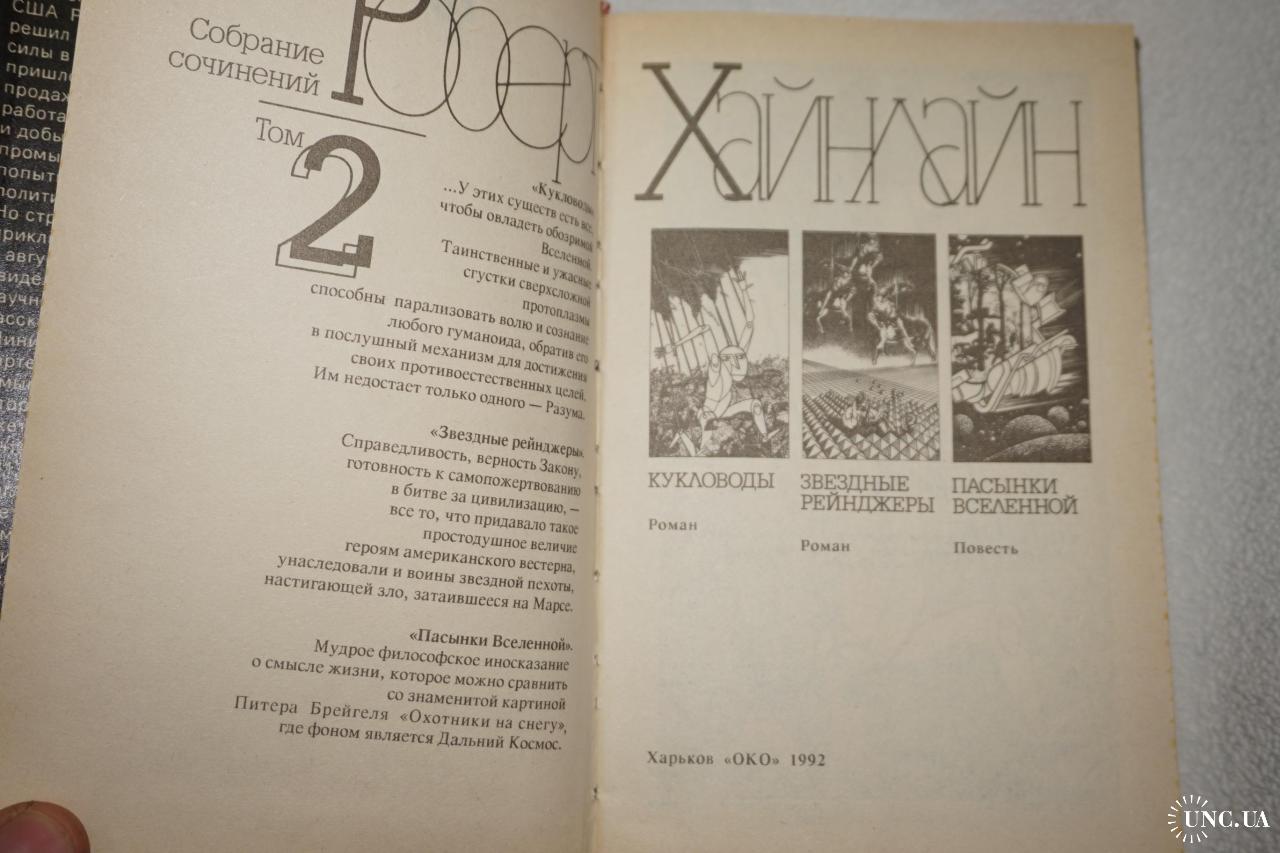 США
решил
силы в
пришл
работа
Собрание
сочинений
Роберт
Том
2
«Кукловоды»
...У этих существ есть все,
чтобы овладеть обозримой
Вселенной.
Таинственные и ужасные
сгустки сверхсложной
протоплазмы
способны парализовать волю и сознание
любого гуманоида, обратив его
в послушный механизм для достижения
своих противоестественных целей.
Им недостает только одного — Разума.
«Звездные рейнджеры».
Справедливость, верность Закону,
готовность к самопожертвованию
в битве за цивилизацию, —
все то, что придавало такое
простодушное величие
героям американского вестерна,
унаследовали и воины звездной пехоты,
настигающей зло, затаившееся на Марсе.
«Пасынки Вселенной».
Мудрое философское иносказание
о смысле жизни, которое можно сравнить
со знаменитой картиной
Питера Брейгеля «Охотники на снегу»,
где фоном является Дальний Космос.
Хайнлайн
КУКЛОВОДЫ
Роман
ЗВЕЗДНЫЕ
РЕЙНДЖЕРЫ
Роман
ПАСЫНКИ
ВСЕЛЕННОЙ
Повесть
Харьков «ОКО» 1992
UNC.UA